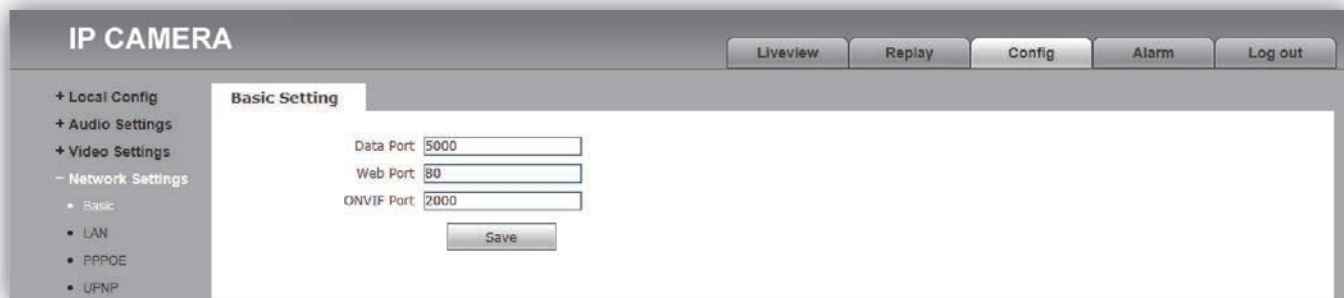 IP CAMERA
Liveview Replay Config Alarm Log out
+ Local Config
+ Audio Settings
+ Video Settings
− Network Settings
• Basic
• LAN
• PPPOE
• UPNP
Basic Setting
Data Port 5000
Web Port 80
ONVIF Port 2000
Save